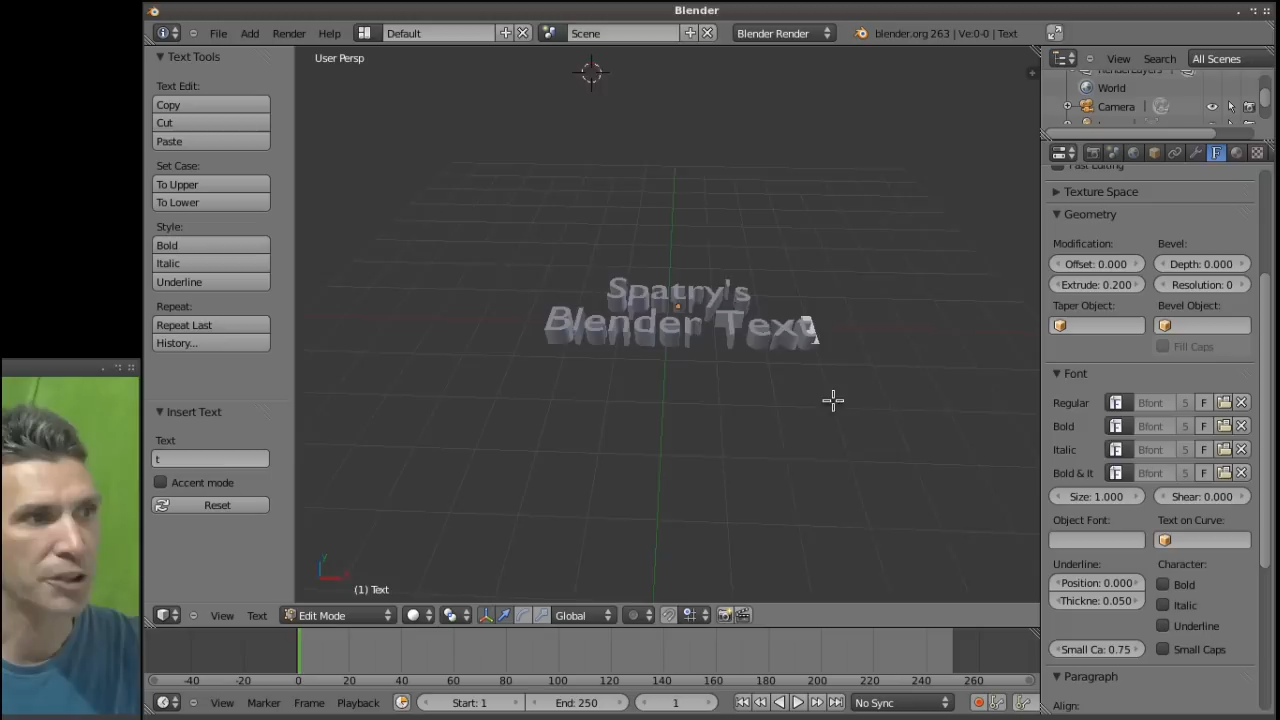 Blender
File Add Render Help Default Scene Blender Render blender.org 263 | Ve:0-0 | Text
Text Tools
Text Edit:
Copy
Cut
Paste
Set Case:
To Upper
To Lower
Style:
Bold
Italic
Underline
Repeat:
Repeat Last
History...
Insert Text
Text
t
Accent mode
Reset
User Persp
Spatry's
Blender Text
y
(1) Text
View Text Edit Mode Global
View Search All Scenes
RenderLayers
World
Camera
Fast Editing
Texture Space
Geometry
Modification: Bevel:
Offset: 0.000 Depth: 0.000
Extrude: 0.200 Resolution: 0
Taper Object: Bevel Object:
Fill Caps
Font
Regular F Bfont 5 F
Bold F Bfont 5 F
Italic F Bfont 5 F
Bold & It F Bfont 5 F
Size: 1.000 Shear: 0.000
Object Font: Text on Curve:
Underline: Character:
Position: 0.000 Bold
Thickne: 0.050 Italic
Underline
Small Ca: 0.75 Small Caps
Paragraph
Align:
-40 -20 0 20 40 60 80 100 120 140 160 180 200 220 240 260
View Marker Frame Playback Start: 1 End: 250 1 No Sync